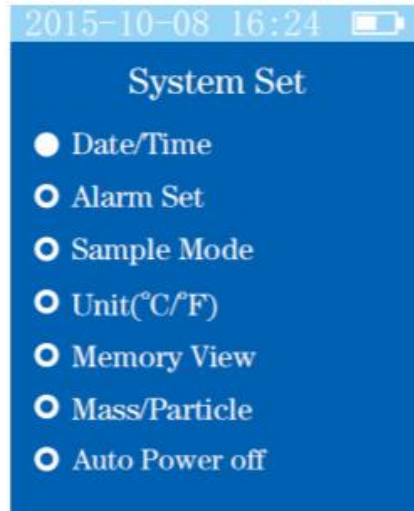 2015-10-08 16:24
System Set
Date/Time
Alarm Set
Sample Mode
Unit(°C/°F)
Memory View
Mass/Particle
Auto Power off